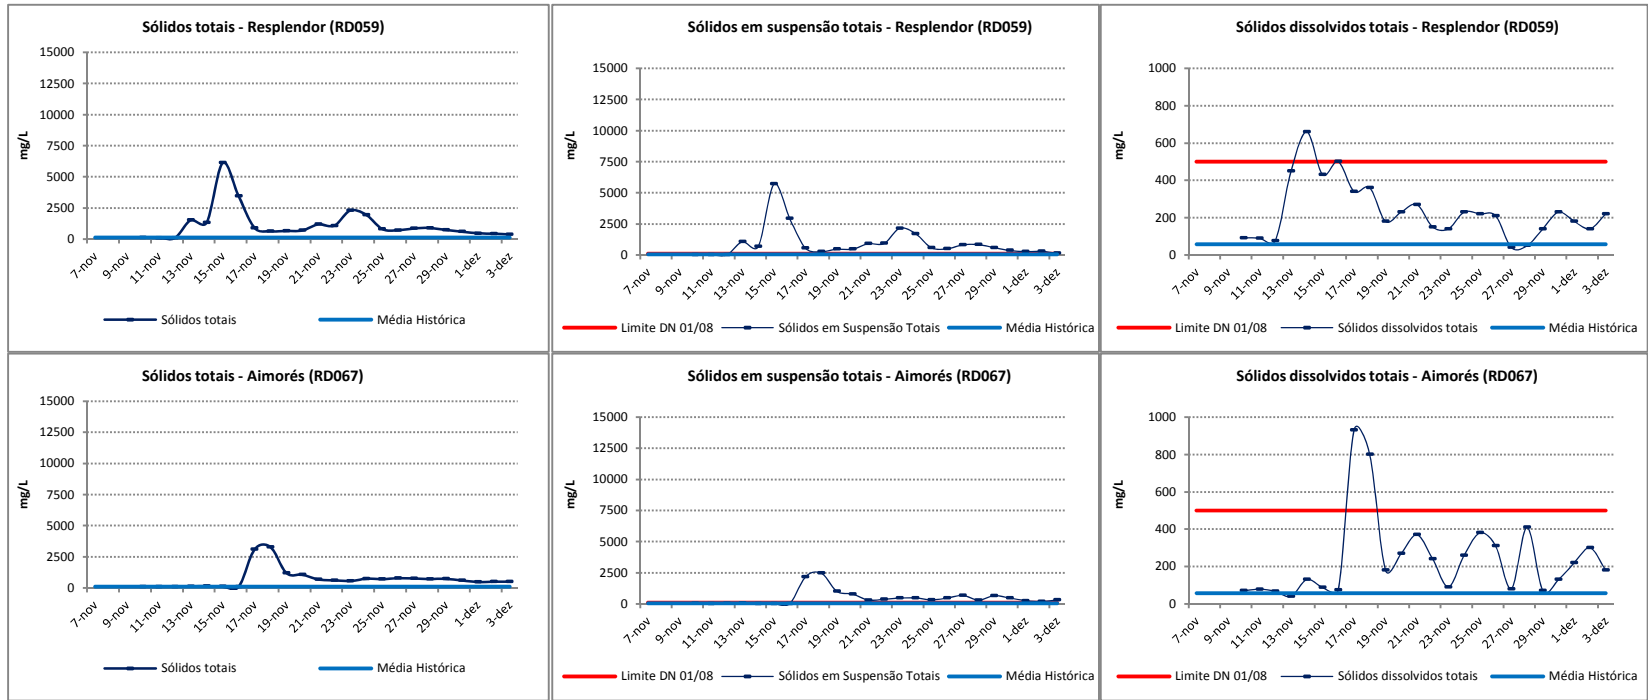 Sólidos totais - Resplendor (RD059)
15000
12500
10000
7500
5000
2500
0
mg/L
7-nov
9-nov
11-nov
13-nov
15-nov
17-nov
19-nov
21-nov
23-nov
25-nov
27-nov
29-nov
1-dez
3-dez
Sólidos totais
Média Histórica
Sólidos em suspensão totais - Resplendor (RD059)
15000
12500
10000
7500
5000
2500
0
mg/L
7-nov
9-nov
11-nov
13-nov
15-nov
17-nov
19-nov
21-nov
23-nov
25-nov
27-nov
29-nov
1-dez
3-dez
Limite DN 01/08
Sólidos em Suspensão Totais
Média Histórica
Sólidos dissolvidos totais - Resplendor (RD059)
1000
800
600
400
200
0
mg/L
7-nov
9-nov
11-nov
13-nov
15-nov
17-nov
19-nov
21-nov
23-nov
25-nov
27-nov
29-nov
1-dez
3-dez
Limite DN 01/08
Sólidos dissolvidos totais
Média Histórica
Sólidos totais - Aimorés (RD067)
15000
12500
10000
7500
5000
2500
0
mg/L
7-nov
9-nov
11-nov
13-nov
15-nov
17-nov
19-nov
21-nov
23-nov
25-nov
27-nov
29-nov
1-dez
3-dez
Sólidos totais
Média Histórica
Sólidos em suspensão totais - Aimorés (RD067)
15000
12500
10000
7500
5000
2500
0
mg/L
7-nov
9-nov
11-nov
13-nov
15-nov
17-nov
19-nov
21-nov
23-nov
25-nov
27-nov
29-nov
1-dez
3-dez
Limite DN 01/08
Sólidos em Suspensão Totais
Média Histórica
Sólidos dissolvidos totais - Aimorés (RD067)
1000
800
600
400
200
0
mg/L
7-nov
9-nov
11-nov
13-nov
15-nov
17-nov
19-nov
21-nov
23-nov
25-nov
27-nov
29-nov
1-dez
3-dez
Limite DN 01/08
Sólidos dissolvidos totais
Média Histórica